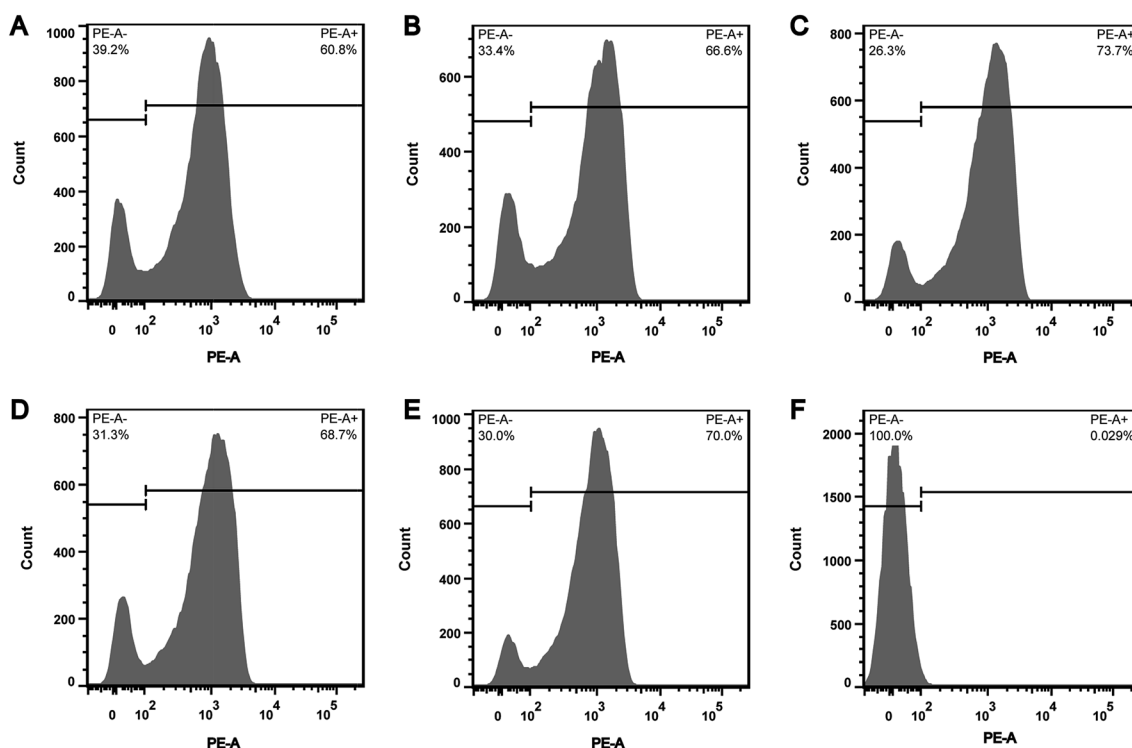 A
PE-A- PE-A+
39.2% 60.8%
1000
800
600
400
200
0
Count
0 10^2 10^3 10^4 10^5
PE-A
B
PE-A- PE-A+
33.4% 66.6%
600
400
200
0
Count
0 10^2 10^3 10^4 10^5
PE-A
C
PE-A- PE-A+
26.3% 73.7%
800
600
400
200
0
Count
0 10^2 10^3 10^4 10^5
PE-A
D
PE-A- PE-A+
31.3% 68.7%
800
600
400
200
0
Count
0 10^2 10^3 10^4 10^5
PE-A
E
PE-A- PE-A+
30.0% 70.0%
1000
800
600
400
200
0
Count
0 10^2 10^3 10^4 10^5
PE-A
F
PE-A- PE-A+
100.0% 0.029%
2000
1500
1000
500
0
Count
0 10^2 10^3 10^4 10^5
PE-A